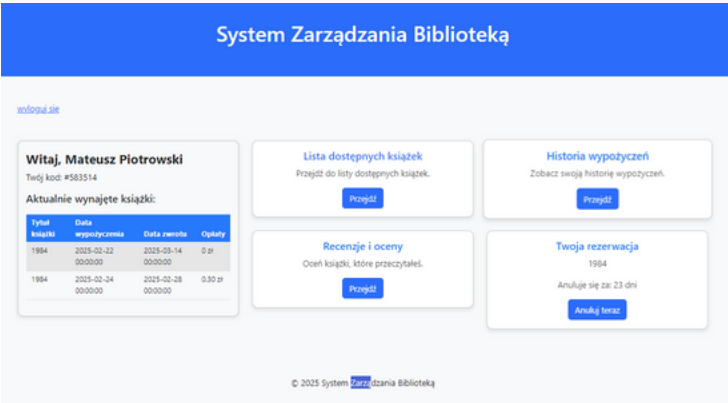 System Zarządzania Biblioteką
wyloguj się
Witaj, Mateusz Piotrowski
Twój kod: #583514
Aktualnie wynajęte książki:
Tytuł książki Data wypożyczenia Data zwrotu Opłaty
1984 2025-02-22 00:00:00 2025-03-14 00:00:00 0 zł
1984 2025-02-24 00:00:00 2025-02-28 00:00:00 0.30 zł
Lista dostępnych książek
Przejdź do listy dostępnych książek.
Przejdź
Historia wypożyczeń
Zobacz swoją historię wypożyczeń.
Przejdź
Recenzje i oceny
Oceń książki, które przeczytałeś.
Przejdź
Twoja rezerwacja
1984
Anuluje się za: 23 dni
Anuluj teraz
© 2025 System Zarządzania Biblioteką